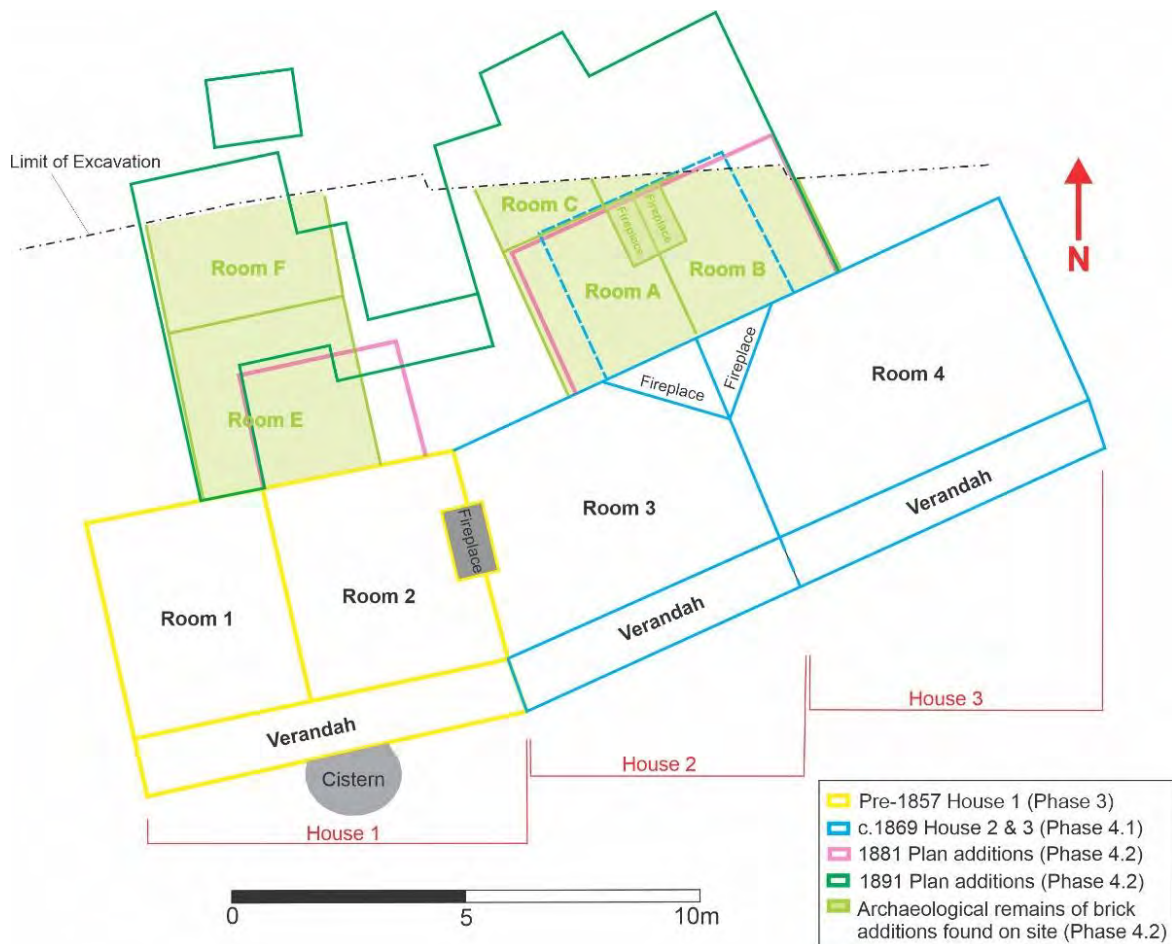 Limit of Excavation
N
Room C
Fireplace
Fireplace
Room F
Room A
Room B
Fireplace
Fireplace
Room 4
Room E
Room 3
Fireplace
Verandah
Room 1
Room 2
Verandah
Verandah
House 3
House 2
Cistern
House 1
0
5
10m
Pre-1857 House 1 (Phase 3)
c.1869 House 2 & 3 (Phase 4.1)
1881 Plan additions (Phase 4.2)
1891 Plan additions (Phase 4.2)
Archaeological remains of brick
additions found on site (Phase 4.2)